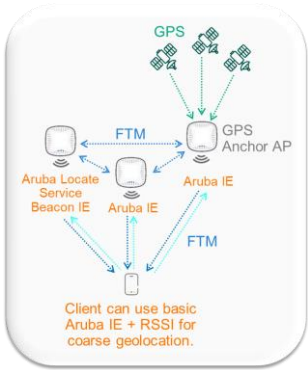 GPS
FTM
GPS
Anchor AP
Aruba Locate
Service
Beacon IE
Aruba IE
Aruba IE
FTM
Client can use basic
Aruba IE + RSSI for
coarse geolocation.